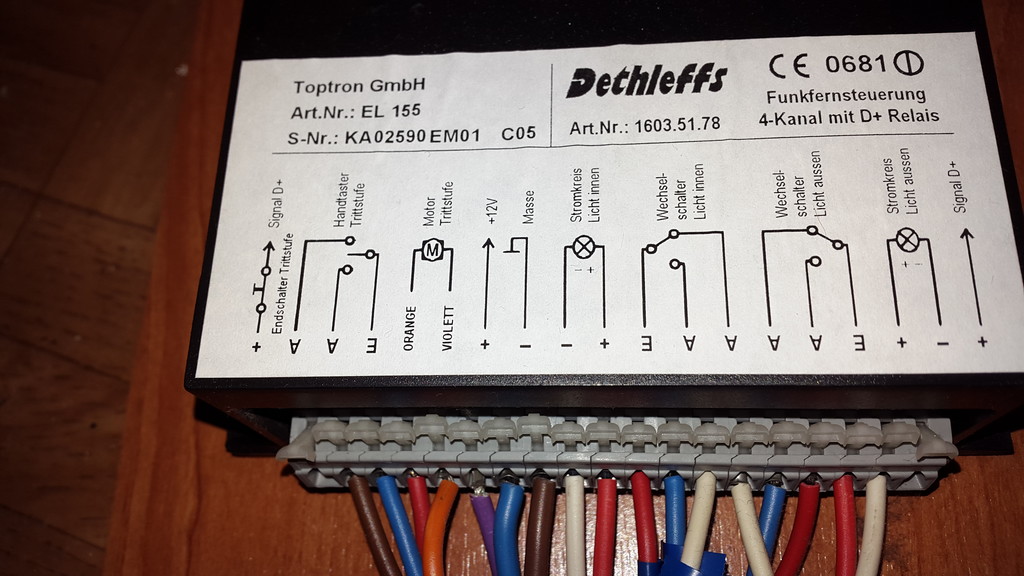 Toptron GmbH
Art.Nr.: EL 155
S-Nr.: KA02590EM01 C05
Dethleffs
Art.Nr.: 1603.51.78
CE 0681
Funkfernsteuerung
4-Kanal mit D+ Relais
Signal D+
Endschalter Trittstufe
Handtaster
Trittstufe
Motor
Trittstufe
M
+12V
Masse
Stromkreis
Licht innen
- +
Wechsel-
schalter
Licht innen
Wechsel-
schalter
Licht aussen
Stromkreis
Licht aussen
+ -
Signal D+
+ A A E ORANGE VIOLETT + - - + E A A A A E + - +